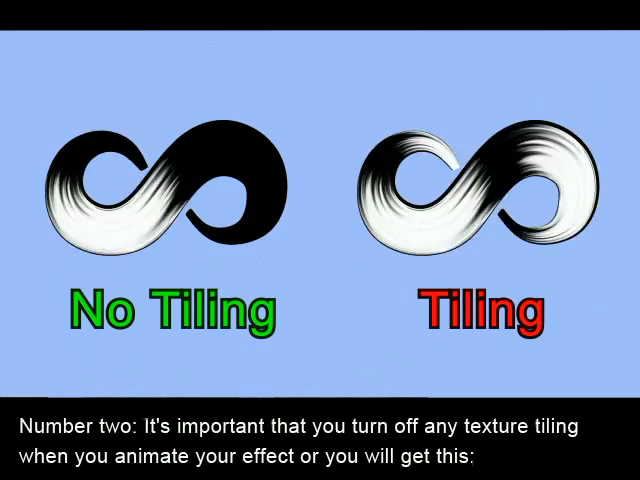 No Tiling
Tiling
Number two: It's important that you turn off any texture tiling
when you animate your effect or you will get this: